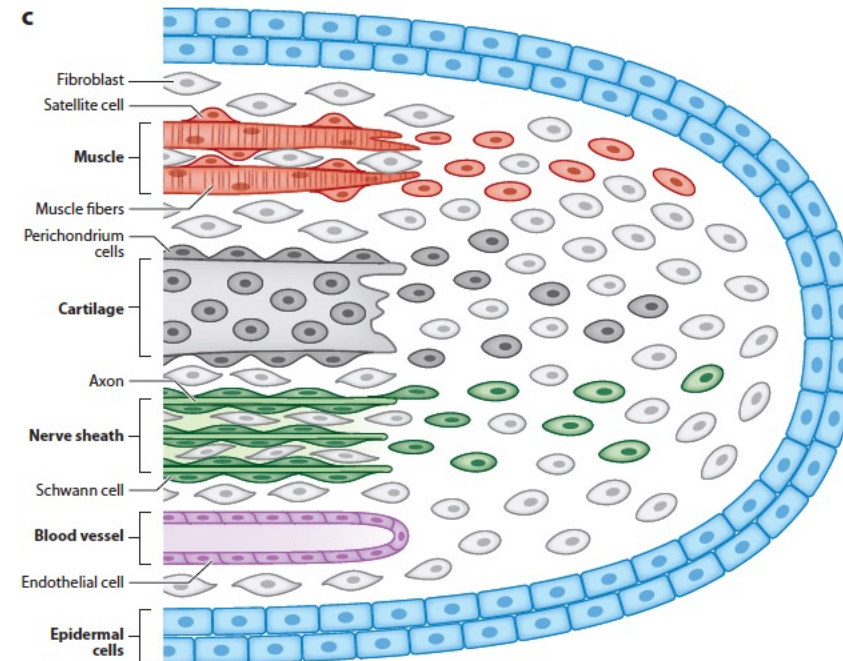 c
Fibroblast
Satellite cell
Muscle
Muscle fibers
Perichondrium
cells
Cartilage
Axon
Nerve sheath
Schwann cell
Blood vessel
Endothelial cell
Epidermal
cells